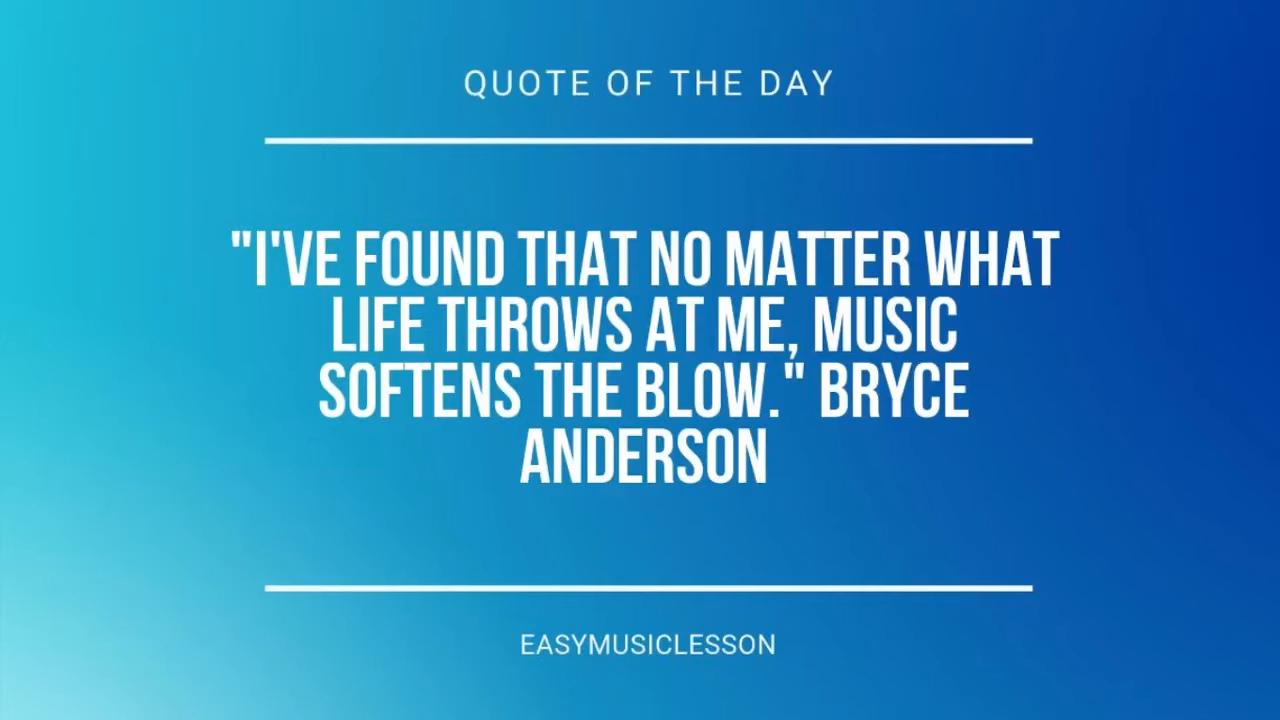 QUOTE OF THE DAY
"I'VE FOUND THAT NO MATTER WHAT
LIFE THROWS AT ME, MUSIC
SOFTENS THE BLOW." BRYCE
ANDERSON
EASYMUSICLESSON